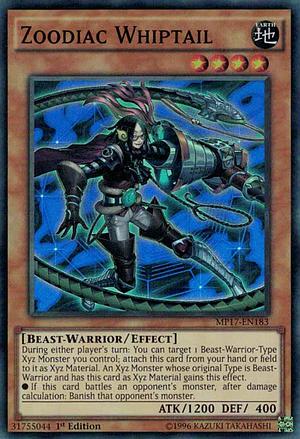 Zoodiac Whiptail
EARTH
地
MP17-EN183
[Beast-Warrior/Effect]
During either player's turn: You can target 1 Beast-Warrior-Type
Xyz Monster you control; attach this card from your hand or field
to it as Xyz Material. An Xyz Monster whose original Type is Beast-
Warrior and has this card as Xyz Material gains this effect.
● If this card battles an opponent's monster, after damage
calculation: Banish that opponent's monster.
ATK/1200 DEF/ 400
31755044 1st Edition ©1996 KAZUKI TAKAHASHI